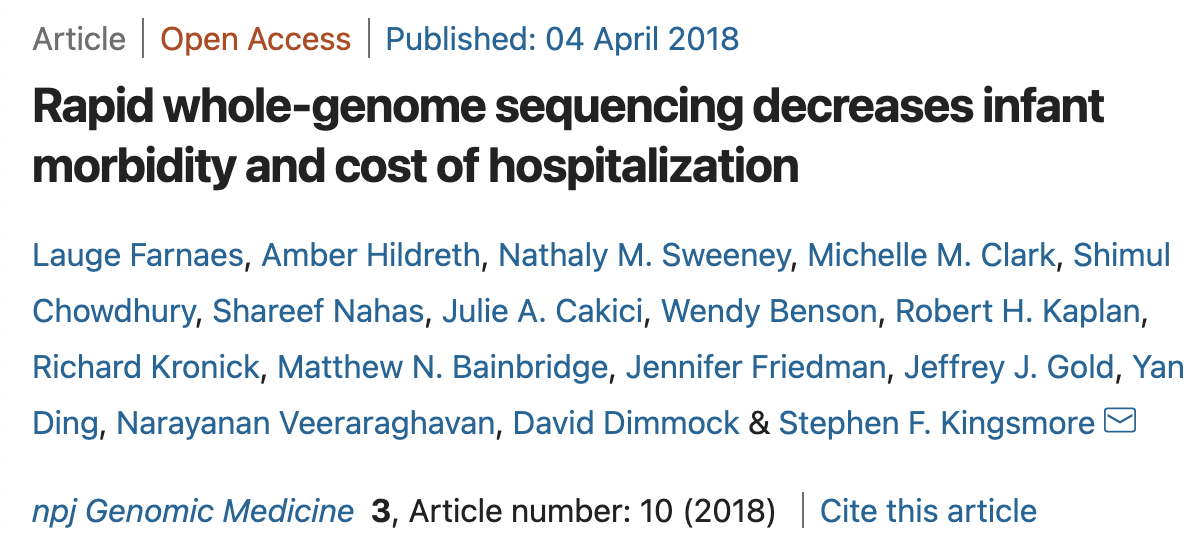 Article | Open Access | Published: 04 April 2018
Rapid whole-genome sequencing decreases infant
morbidity and cost of hospitalization
Lauge Farnaes, Amber Hildreth, Nathaly M. Sweeney, Michelle M. Clark, Shimul
Chowdhury, Shareef Nahas, Julie A. Cakici, Wendy Benson, Robert H. Kaplan,
Richard Kronick, Matthew N. Bainbridge, Jennifer Friedman, Jeffrey J. Gold, Yan
Ding, Narayanan Veeraraghavan, David Dimmock & Stephen F. Kingsmore
npj Genomic Medicine 3, Article number: 10 (2018) | Cite this article